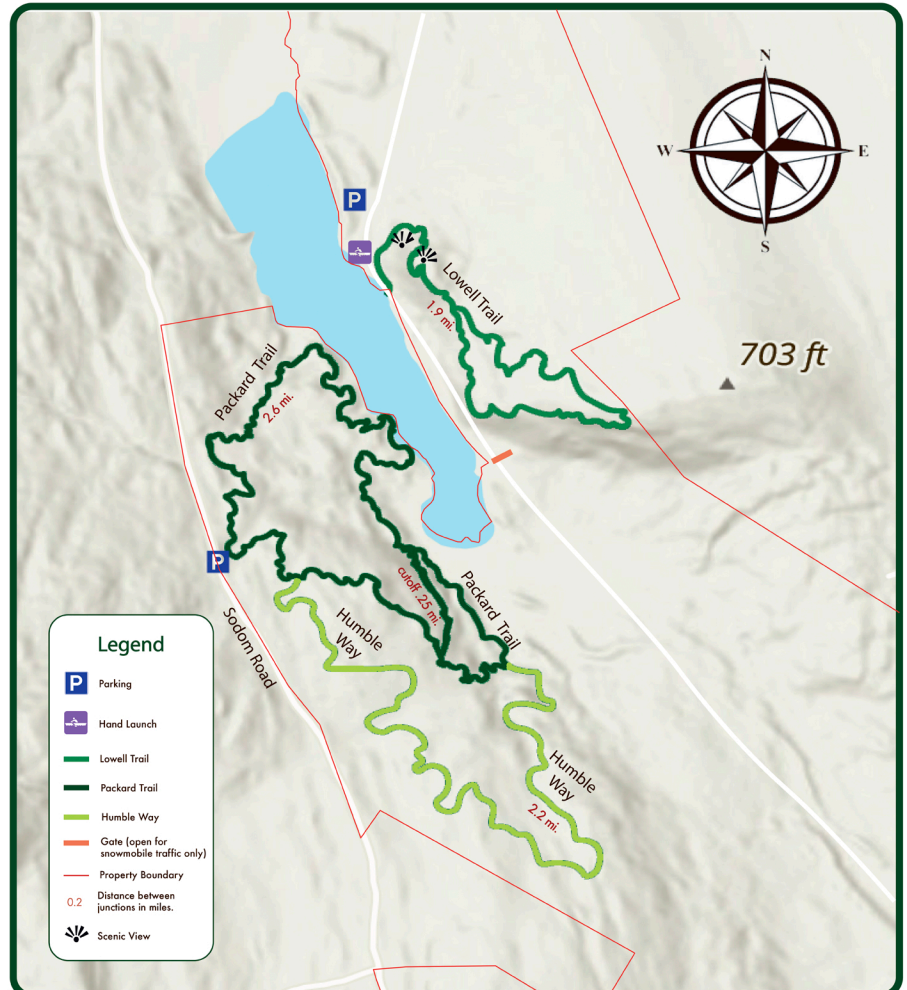 N
W
E
S
P
Lowell Trail
1.9 mi.
703 ft
Packard Trail
2.6 mi.
P
cutoff .25 mi.
Packard Trail
Sodom Road
Humble
Way
Humble
Way
2.2 mi.
Legend
P
Parking
Hand Launch
Lowell Trail
Packard Trail
Humble Way
Gate (open for
snowmobile traffic only)
Property Boundary
0.2
Distance between
junctions in miles.
Scenic View